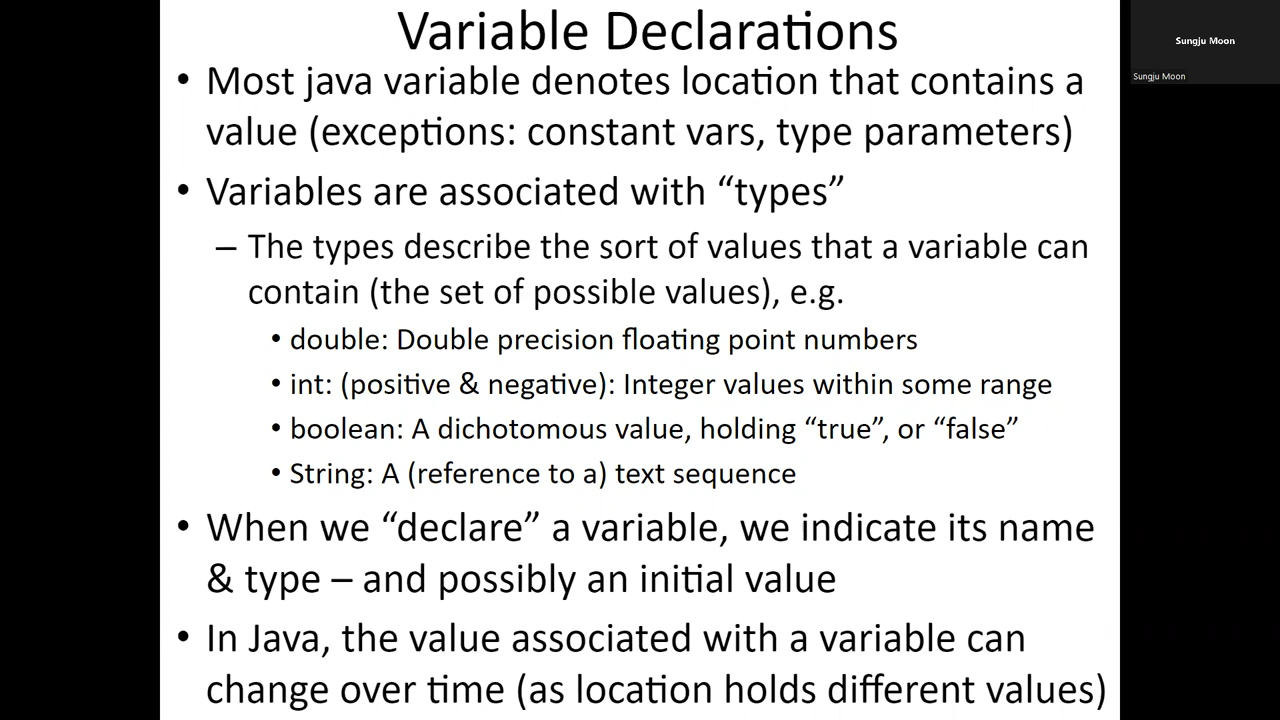 Variable Declarations
• Most java variable denotes location that contains a
value (exceptions: constant vars, type parameters)
• Variables are associated with “types”
– The types describe the sort of values that a variable can
contain (the set of possible values), e.g.
• double: Double precision floating point numbers
• int: (positive & negative): Integer values within some range
• boolean: A dichotomous value, holding “true”, or “false”
• String: A (reference to a) text sequence
• When we “declare” a variable, we indicate its name
& type – and possibly an initial value
• In Java, the value associated with a variable can
change over time (as location holds different values)
Sungju Moon
Sungju Moon